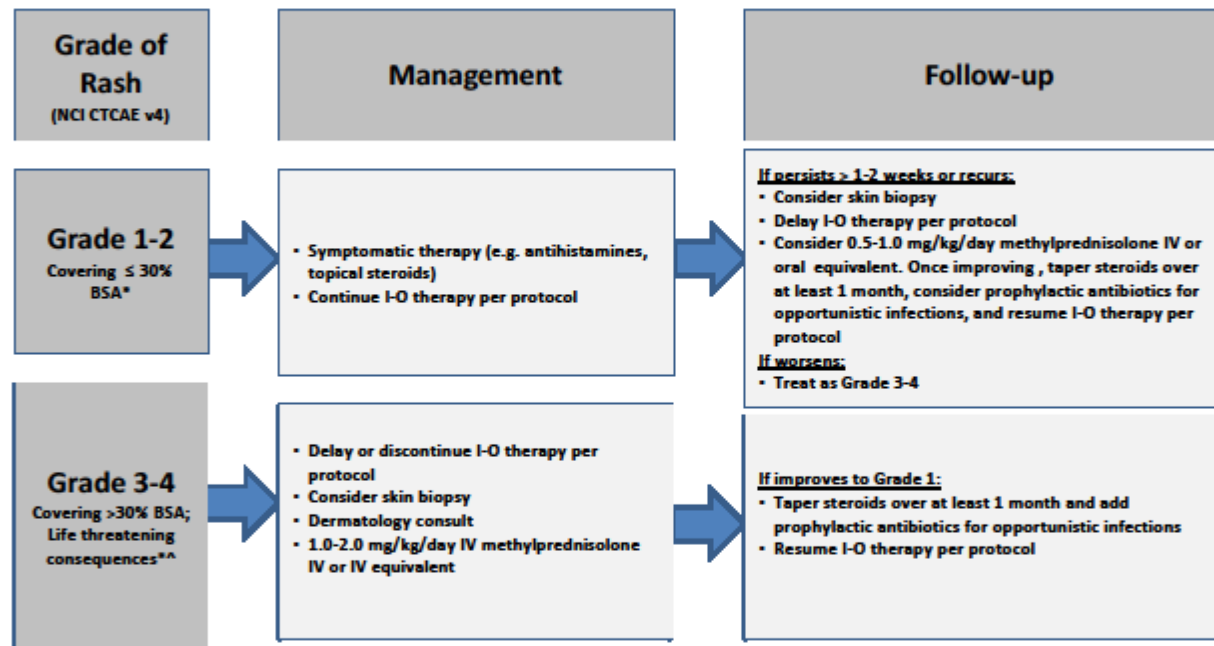 Grade of
Rash
(NCI CTCAE v4)
Management
Follow-up
Grade 1-2
Covering ≤ 30%
BSA*
▪ Symptomatic therapy (e.g. antihistamines,
topical steroids)
▪ Continue I-O therapy per protocol
If persists > 1-2 weeks or recurs:
▪ Consider skin biopsy
▪ Delay I-O therapy per protocol
▪ Consider 0.5-1.0 mg/kg/day methylprednisolone IV or
oral equivalent. Once improving , taper steroids over
at least 1 month, consider prophylactic antibiotics for
opportunistic infections, and resume I-O therapy per
protocol
If worsens:
▪ Treat as Grade 3-4
Grade 3-4
Covering >30% BSA;
Life threatening
consequences*^
▪ Delay or discontinue I-O therapy per
protocol
▪ Consider skin biopsy
▪ Dermatology consult
▪ 1.0-2.0 mg/kg/day IV methylprednisolone
IV or IV equivalent
If improves to Grade 1:
▪ Taper steroids over at least 1 month and add
prophylactic antibiotics for opportunistic infections
▪ Resume I-O therapy per protocol